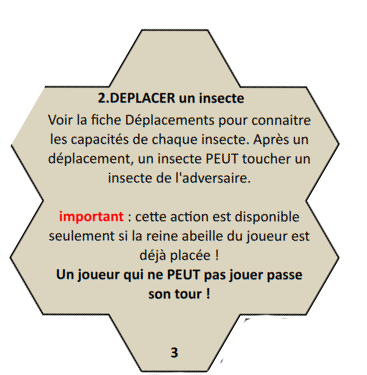 2.DEPLACER un insecte
Voir la fiche Déplacements pour connaitre
les capacités de chaque insecte. Après un
déplacement, un insecte PEUT toucher un
insecte de l'adversaire.
important : cette action est disponible
seulement si la reine abeille du joueur est
déjà placée !
Un joueur qui ne PEUT pas jouer passe
son tour !
3